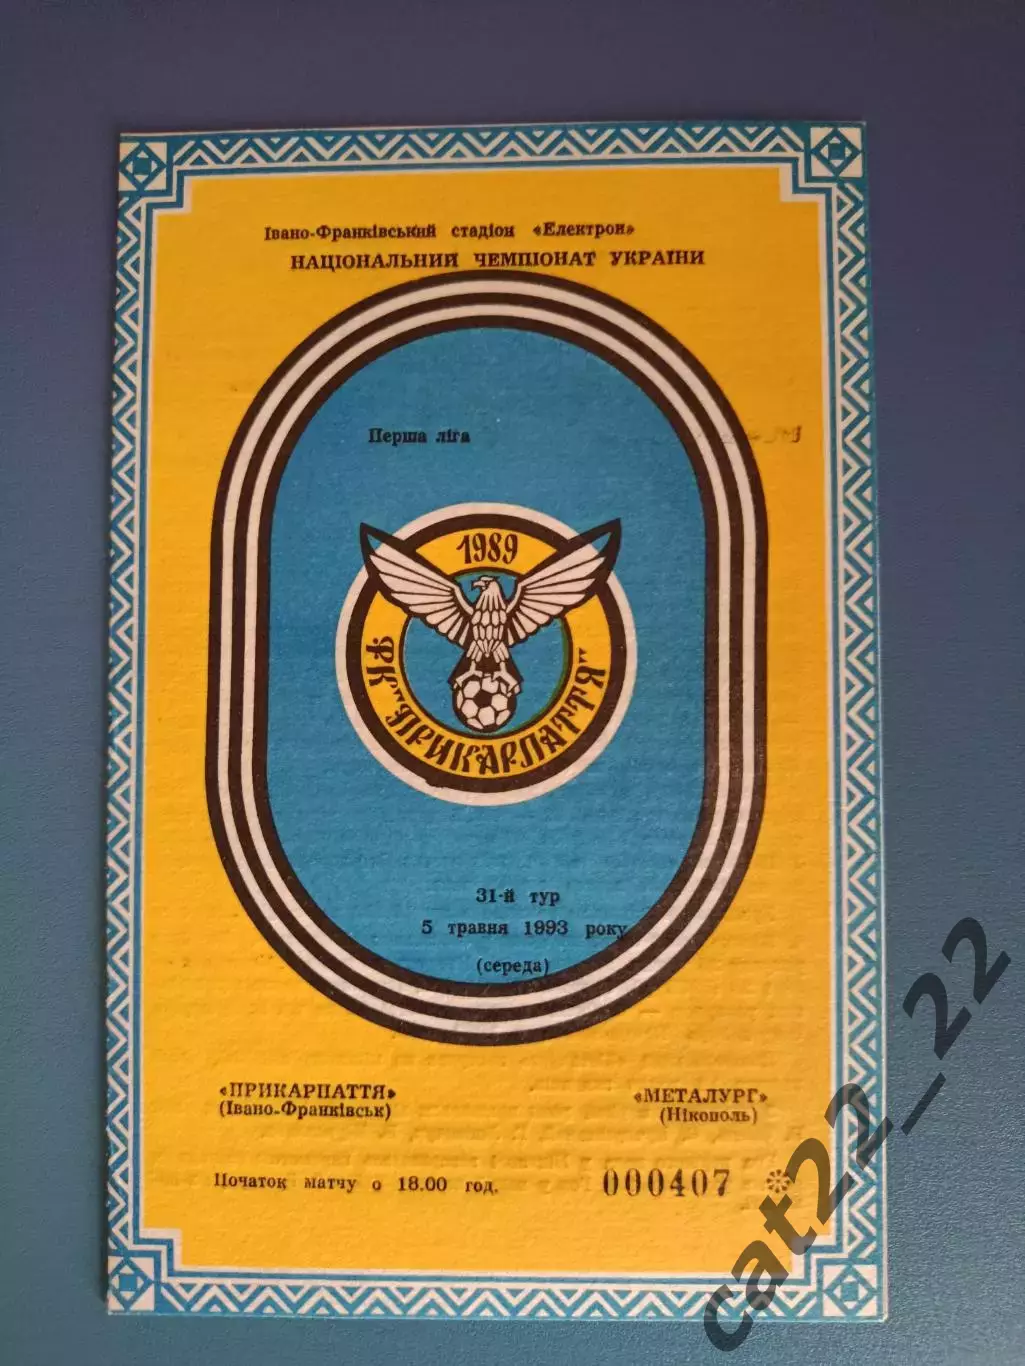 Івано-Франківський стадіон «Електрон»
НАЦІОНАЛЬНИЙ ЧЕМПІОНАТ УКРАЇНИ
Перша ліга
1989
ФК "ПРИКАРПАТТЯ"
31-й тур
5 травня 1993 року
(середа)
«ПРИКАРПАТТЯ»
(Івано-Франківськ)
«МЕТАЛУРГ»
(Нікополь)
Початок матчу о 18.00 год.
000407 *
cat22_22